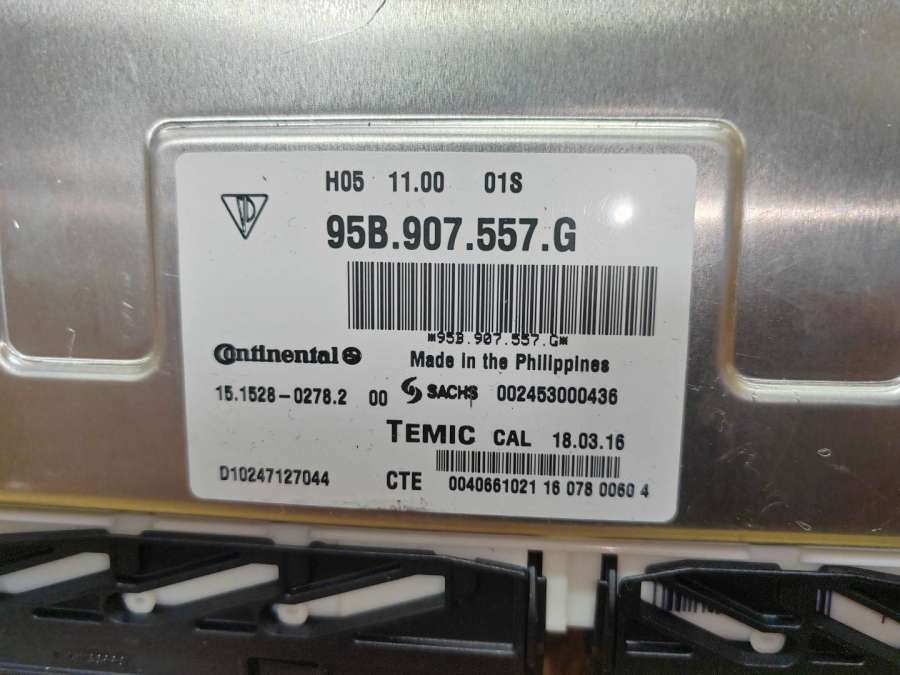 H05 11.00 01S
95B.907.557.G
*95B.907.557.G*
Continental
Made in the Philippines
15.1528-0278.2 00 SACHS 002453000436
TEMIC CAL 18.03.16
D10247127044 CTE 0040661021 16 078 0060 4